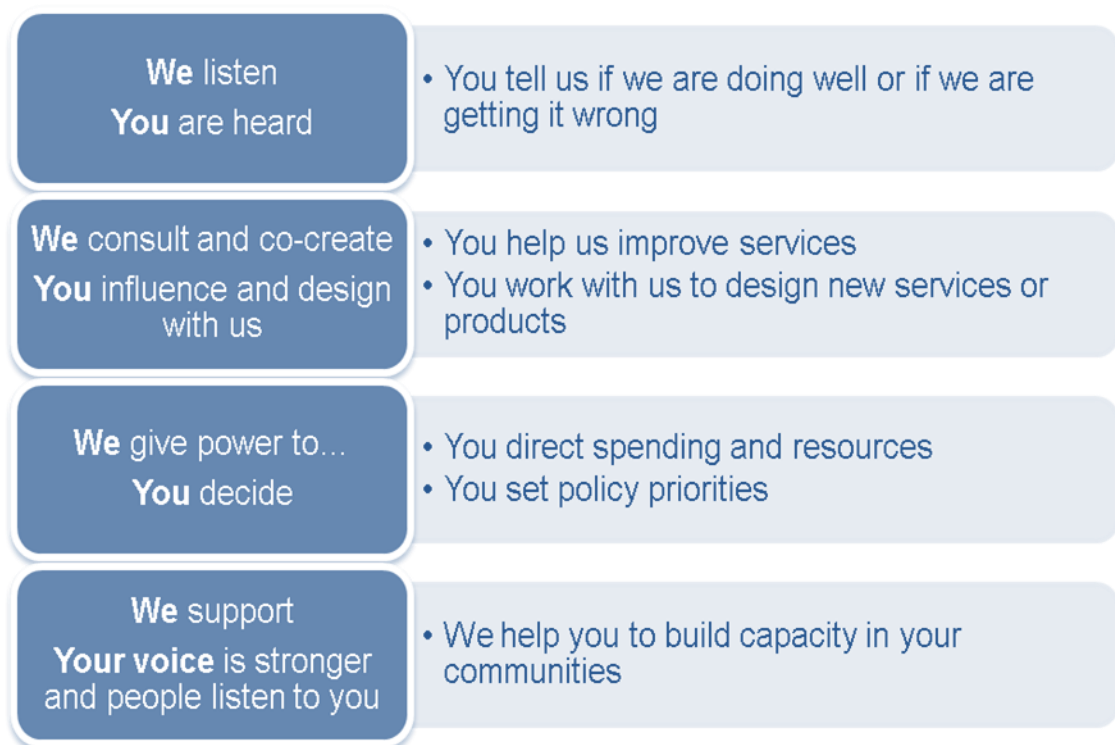 We listen
You are heard
• You tell us if we are doing well or if we are
getting it wrong
We consult and co-create
You influence and design
with us
• You help us improve services
• You work with us to design new services or
products
We give power to...
You decide
• You direct spending and resources
• You set policy priorities
We support
Your voice is stronger
and people listen to you
• We help you to build capacity in your
communities